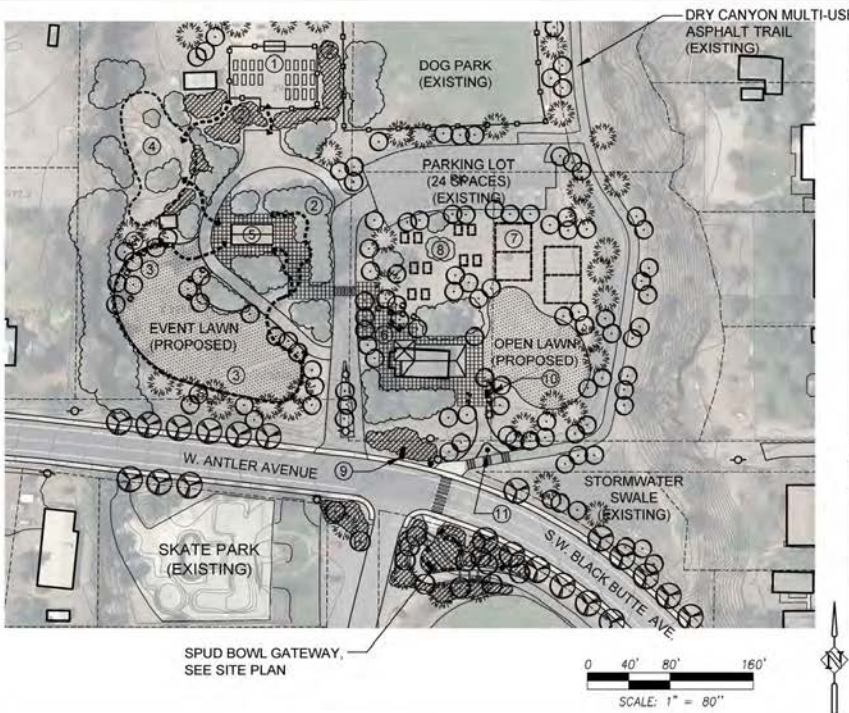 DRY CANYON MULTI-USE
ASPHALT TRAIL
(EXISTING)
DOG PARK
(EXISTING)
1
4
PARKING LOT
(24 SPACES)
(EXISTING)
2
5
7
8
3
EVENT LAWN
(PROPOSED)
OPEN LAWN
(PROPOSED)
3
10
W. ANTLER AVENUE
9
11
STORMWATER
SWALE
(EXISTING)
SKATE PARK
(EXISTING)
S.W. BLACK BUTTE AVE.
SPUD BOWL GATEWAY,
SEE SITE PLAN
0 40' 80' 160'
SCALE: 1" = 80'"
N